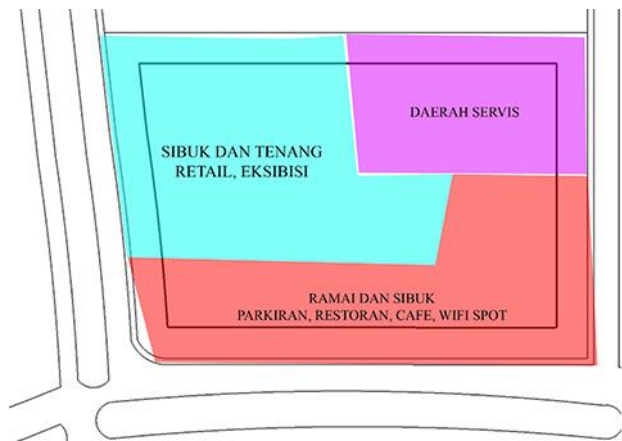 DAERAH SERVIS
SIBUK DAN TENANG
RETAIL, EKSIBISI
RAMAI DAN SIBUK
PARKIRAN, RESTORAN, CAFE, WIFI SPOT